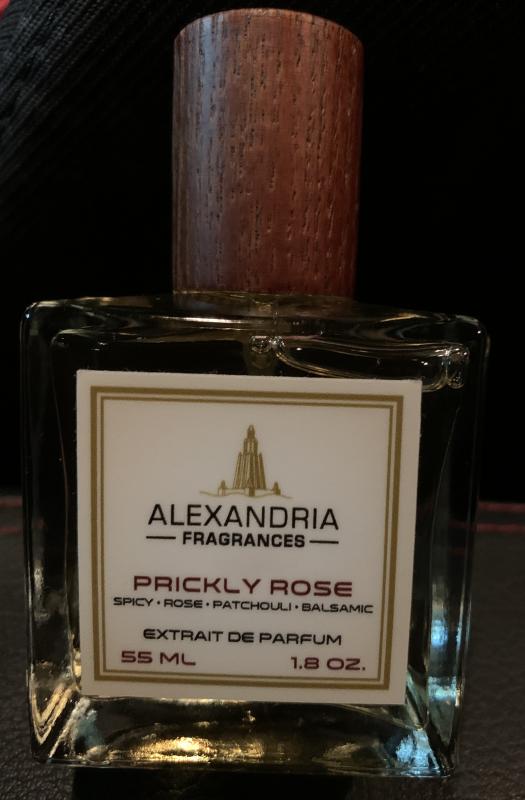 ALEXANDRIA
FRAGRANCES
PRICKLY ROSE
SPICY • ROSE • PATCHOULI • BALSAMIC
EXTRAIT DE PARFUM
55 ML 1.8 OZ.